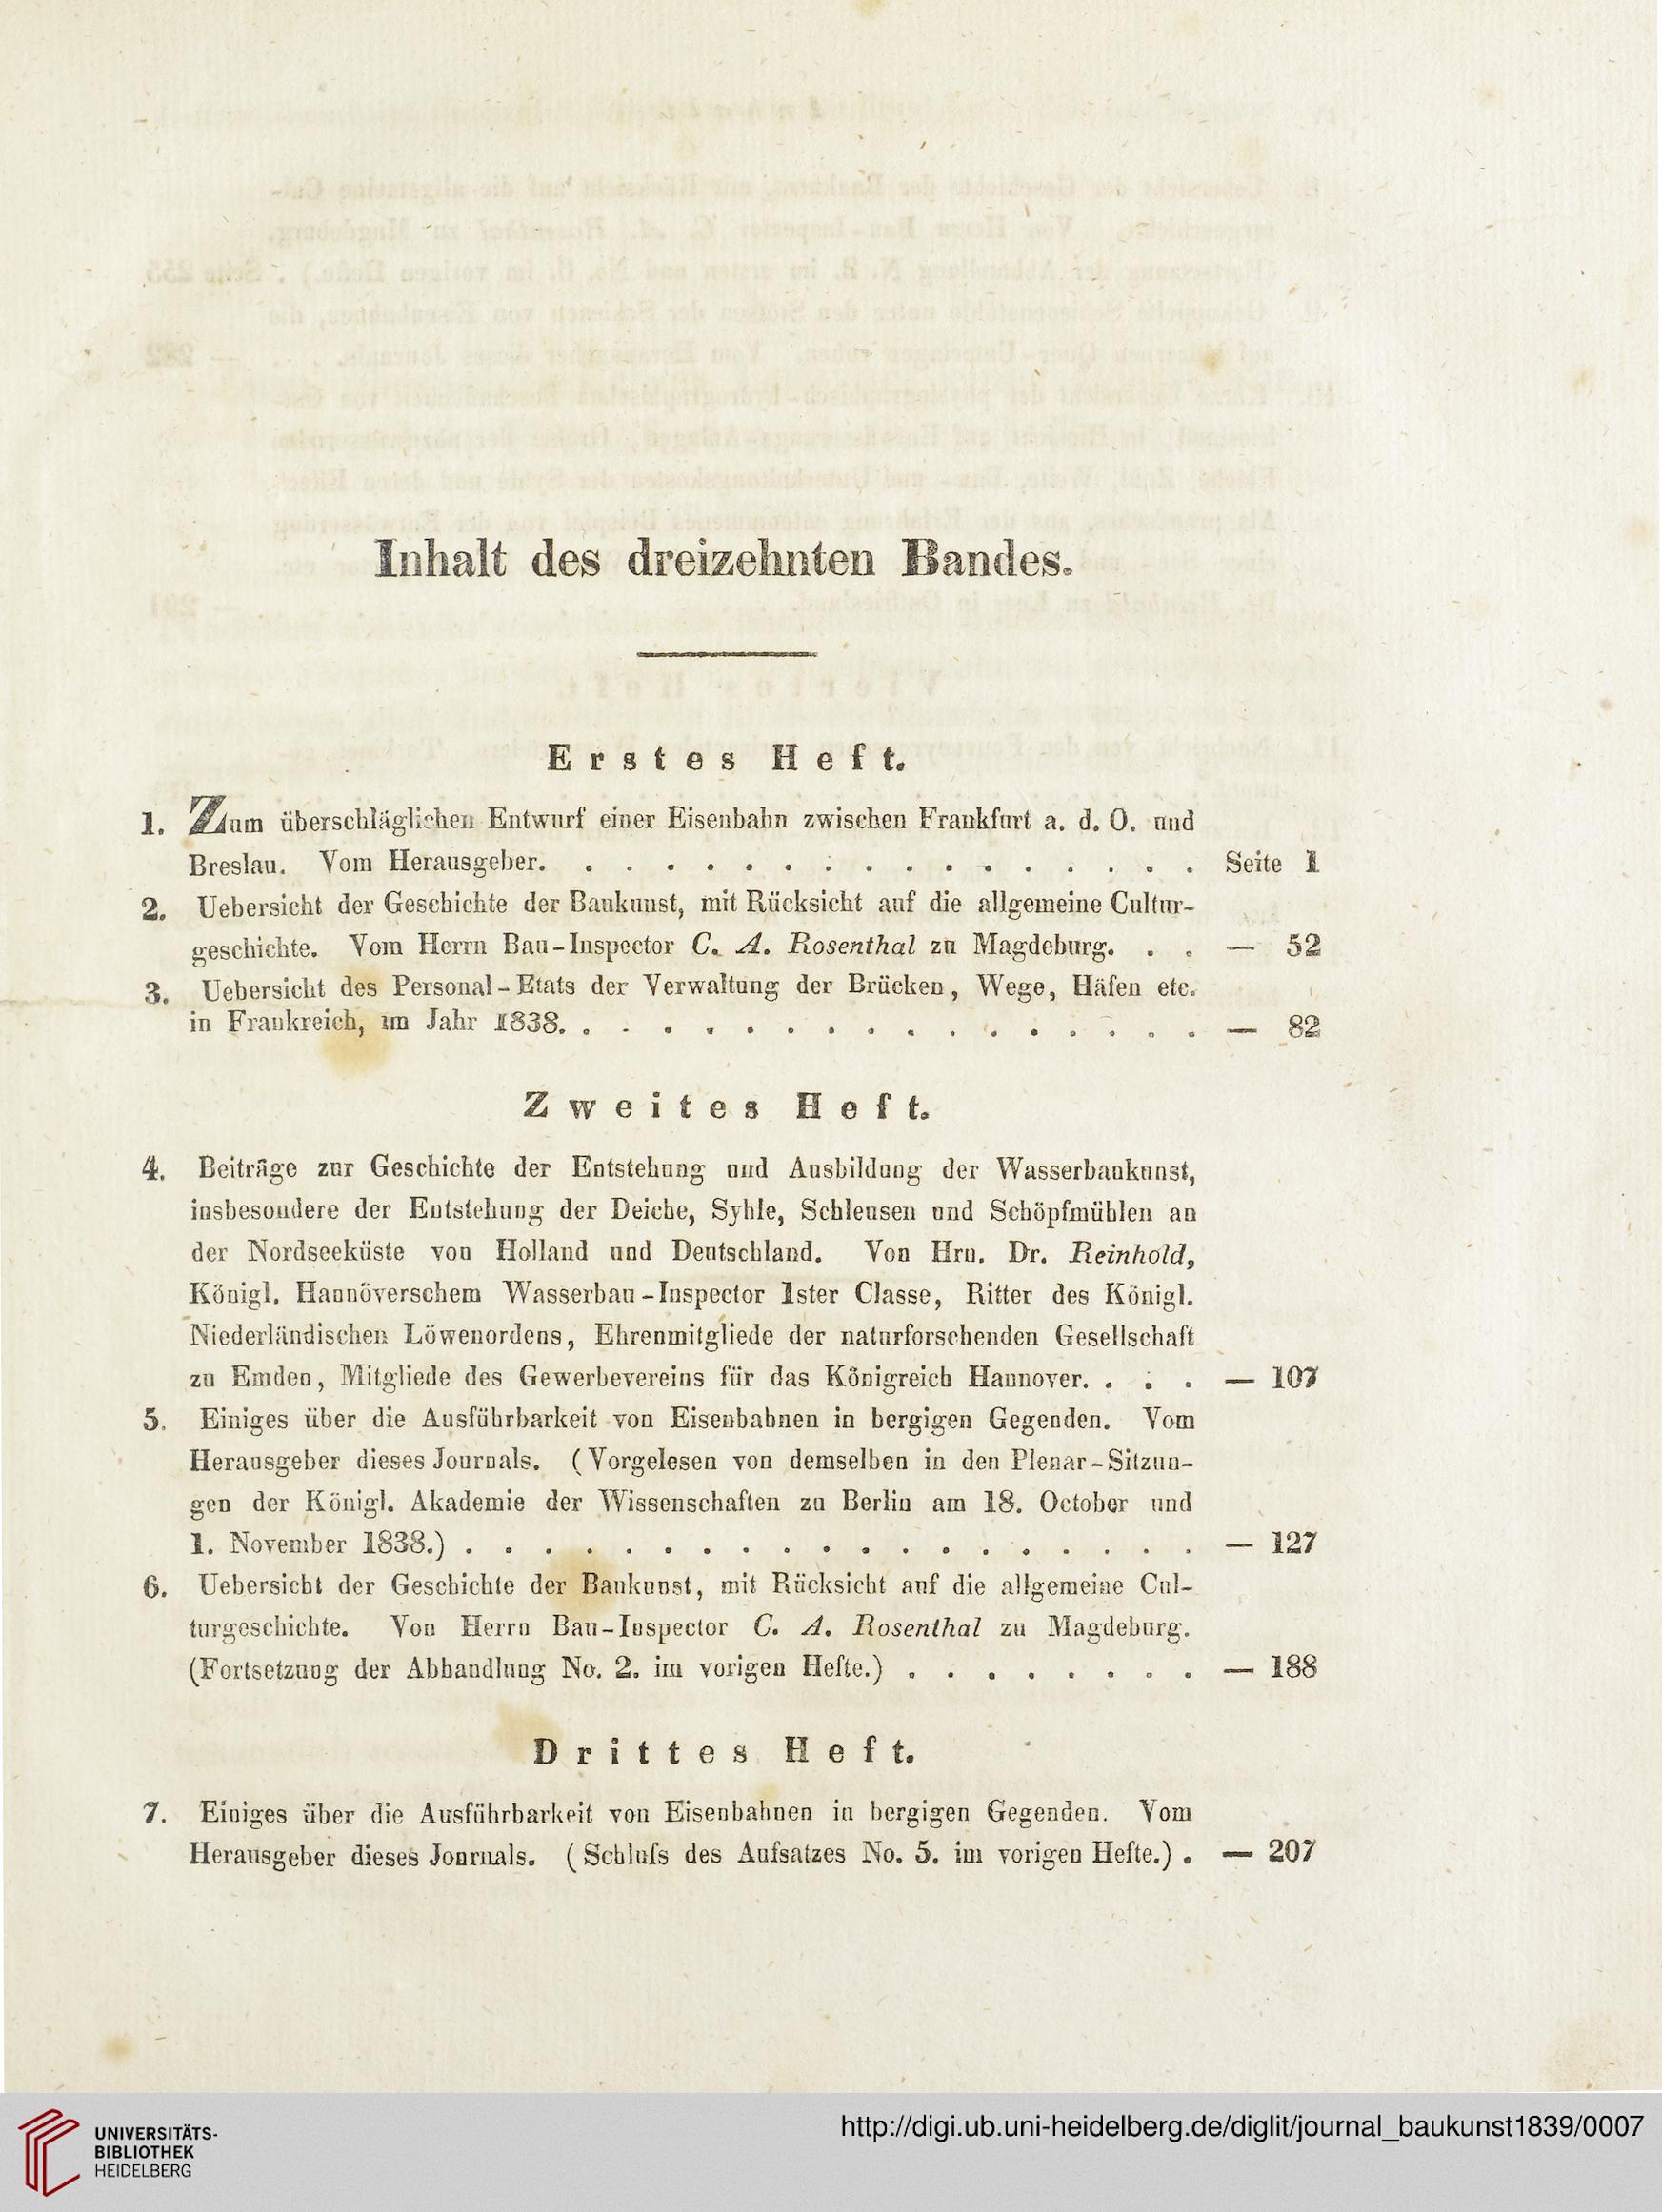 Inhalt des dreizehnten Bandes.
Erstes Heft.
1. Zum überschläglichen Entwurf einer Eisenbahn zwischen Frankfurt a. d. O. und
Breslau. Vom Herausgeber. . . . . . . . . . . . . . . . . Seite 1
2. Uebersicht der Geschichte der Baukunst, mit Rücksicht auf die allgemeine Cultur-
geschichte. Vom Herrn Bau-Inspector C. A. Rosenthal zu Magdeburg. . . — 52
3. Uebersicht des Personal-Etats der Verwaltung der Brücken, Wege, Häfen etc.
in Frankreich, im Jahr 1838. . . . . . . . . . . . . . . . . — 82
Zweites Heft.
4. Beiträge zur Geschichte der Entstehung und Ausbildung der Wasserbaukunst,
insbesondere der Entstehung der Deiche, Syhle, Schleusen und Schöpfmühlen an
der Nordseeküste von Holland und Deutschland. Von Hrn. Dr. Reinhold,
Königl. Hannöverschem Wasserbau-Inspector 1ster Classe, Ritter des Königl.
Niederländischen Löwenordens, Ehrenmitgliede der naturforschenden Gesellschaft
zu Emden, Mitgliede des Gewerbevereins für das Königreich Hannover. . . . — 107
5. Einiges über die Ausführbarkeit von Eisenbahnen in bergigen Gegenden. Vom
Herausgeber dieses Journals. (Vorgelesen von demselben in den Plenar-Sitzun-
gen der Königl. Akademie der Wissenschaften zu Berlin am 18. October und
1. November 1838.) . . . . . . . . . . . . . . . . . . . — 127
6. Uebersicht der Geschichte der Baukunst, mit Rücksicht auf die allgemeine Cul-
turgeschichte. Von Herrn Bau-Inspector C. A. Rosenthal zu Magdeburg.
(Fortsetzung der Abhandlung No. 2. im vorigen Hefte.) . . . . . . . . — 188
Drittes Heft.
7. Einiges über die Ausführbarkeit von Eisenbahnen in bergigen Gegenden. Vom
Herausgeber dieses Journals. (Schluſs des Aufsatzes No. 5. im vorigen Hefte.) . — 207
UNIVERSITÄTS-
BIBLIOTHEK
HEIDELBERG
http://digi.ub.uni-heidelberg.de/diglit/journal_baukunst1839/0007